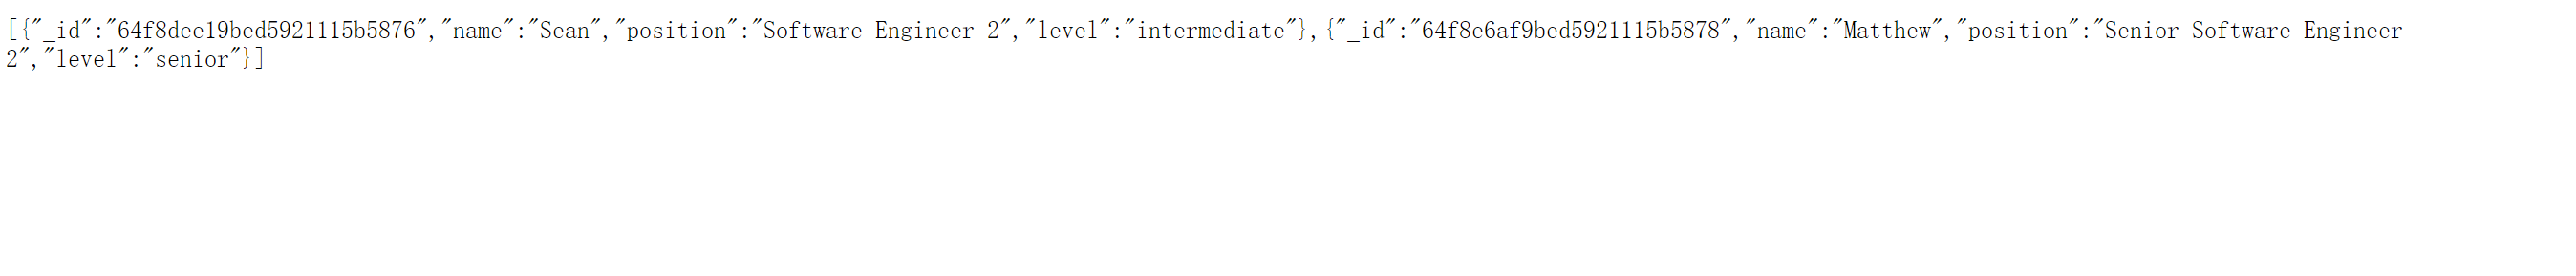 [{"_id":"64f8dee19bed5921115b5876","name":"Sean","position":"Software Engineer 2","level":"intermediate"},{"_id":"64f8e6af9bed5921115b5878","name":"Matthew","position":"Senior Software Engineer
2","level":"senior"}]